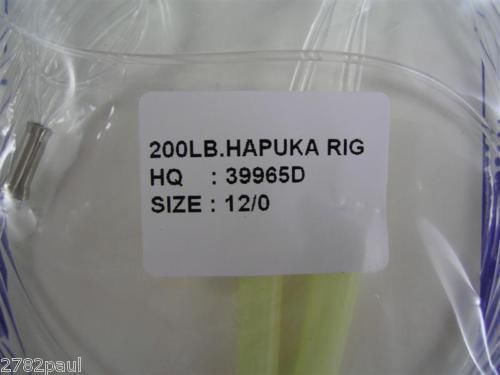 200LB.HAPUKA RIG
HQ : 39965D
SIZE : 12/0
2782paul